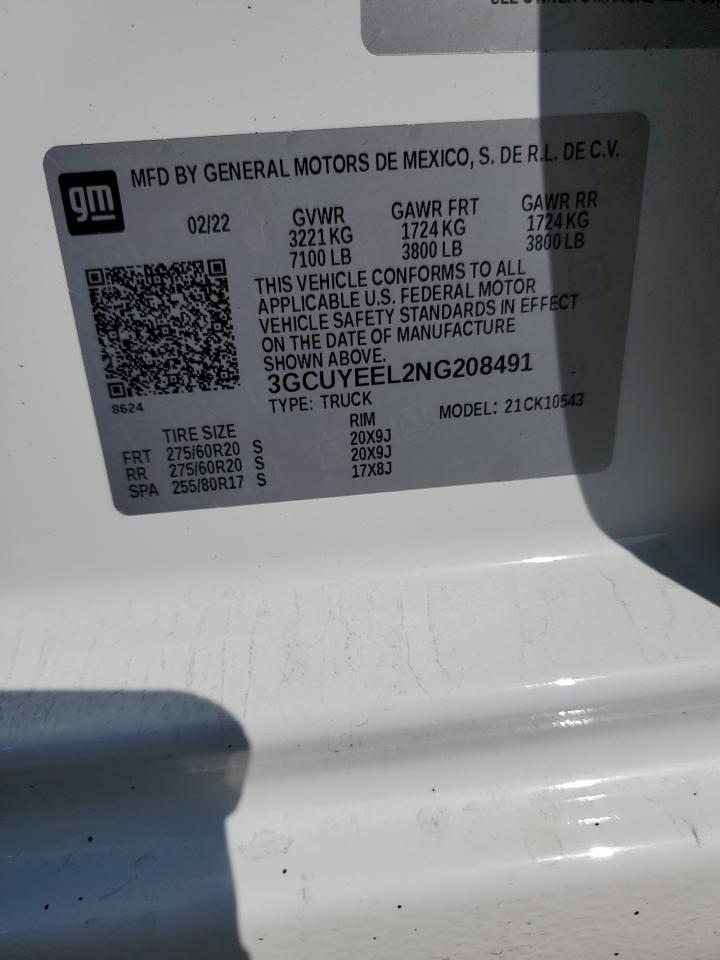 SEE OWNER'S MANUAL
gm
MFD BY GENERAL MOTORS DE MEXICO, S. DE R.L. DE C.V.
02/22 GVWR GAWR FRT GAWR RR
3221 KG 1724 KG 1724 KG
7100 LB 3800 LB 3800 LB
THIS VEHICLE CONFORMS TO ALL
APPLICABLE U.S. FEDERAL MOTOR
VEHICLE SAFETY STANDARDS IN EFFECT
ON THE DATE OF MANUFACTURE
SHOWN ABOVE.
3GCUYEEL2NG208491
8624
TYPE: TRUCK MODEL: 21CK10543
TIRE SIZE RIM
FRT 275/60R20 S 20X9J
RR 275/60R20 S 20X9J
SPA 255/80R17 S 17X8J